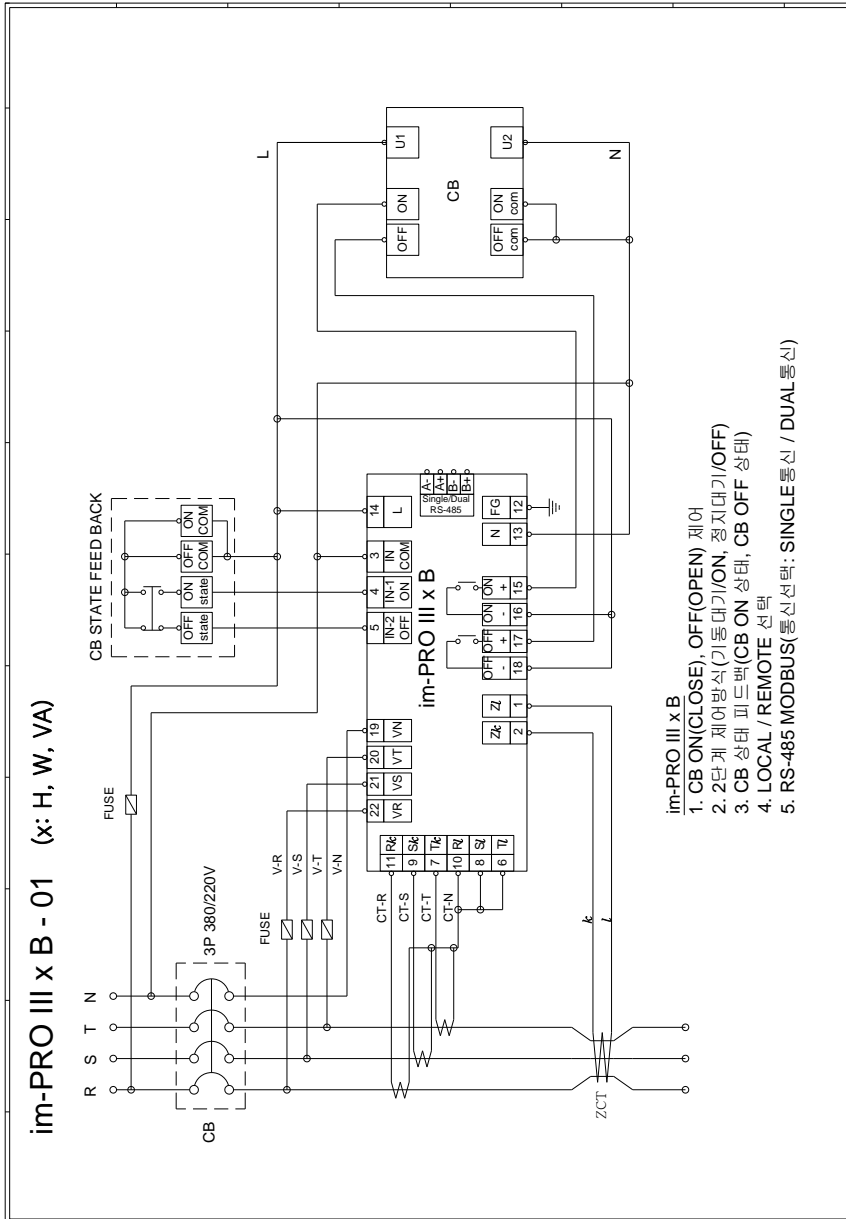 im-PRO III x B - 01 (x: H, W, VA)
R S T N
CB
3P 380/220V
FUSE
FUSE
V-R
V-S
V-T
V-N
CB STATE FEED BACK
OFF state
ON state
OFF COM
ON COM
L
22 VR
21 VS
20 VT
19 VN
5 IN-2 OFF
4 IN-1 ON
3 IN COM
14 L
im-PRO III x B
Single/Dual RS-485
A-
A+
B-
B+
11 Rk
9 Sk
7 Tk
10 Rl
8 Sl
6 Tl
CT-R
CT-S
CT-T
CT-N
Zk 2
Zl 1
OFF - 18
OFF + 17
ON - 16
ON + 15
N 13
FG 12
k
l
ZCT
OFF
ON
U1
CB
OFF com
ON com
U2
N
im-PRO III x B
1. CB ON(CLOSE), OFF(OPEN) 제어
2. 2단계 제어방식(기동대기/ON, 정지대기/OFF)
3. CB 상태 피드백(CB ON 상태, CB OFF 상태)
4. LOCAL / REMOTE 선택
5. RS-485 MODBUS(통신선택: SINGLE통신 / DUAL통신)